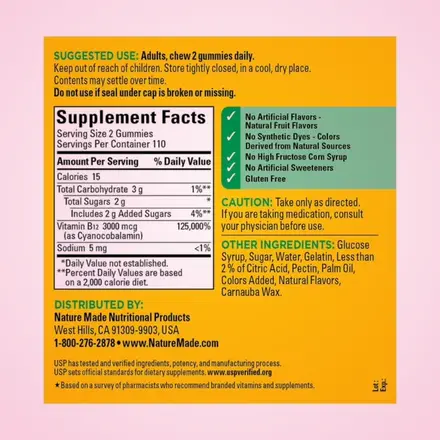 SUGGESTED USE: Adults, chew 2 gummies daily.
Keep out of reach of children. Store tightly closed, in a cool, dry place.
Contents may settle over time.
Do not use if seal under cap is broken or missing.
Supplement Facts
Serving Size 2 Gummies
Servings Per Container 110
Amount Per Serving % Daily Value
Calories 15
Total Carbohydrate 3 g 1%**
Total Sugars 2 g *
Includes 2 g Added Sugars 4%**
Vitamin B12 3000 mcg 125,000%
(as Cyanocobalamin)
Sodium 5 mg <1%
*Daily Value not established.
**Percent Daily Values are based
on a 2,000 calorie diet.
✓ No Artificial Flavors -
Natural Fruit Flavors
✓ No Synthetic Dyes - Colors
Derived from Natural Sources
✓ No High Fructose Corn Syrup
✓ No Artificial Sweeteners
✓ Gluten Free
CAUTION: Take only as directed.
If you are taking medication, consult
your physician before use.
OTHER INGREDIENTS: Glucose
Syrup, Sugar, Water, Gelatin, Less than
2% of Citric Acid, Pectin, Palm Oil,
Colors Added, Natural Flavors,
Carnauba Wax.
DISTRIBUTED BY:
Nature Made Nutritional Products
West Hills, CA 91309-9903, USA
1-800-276-2878 • www.NatureMade.com
USP has tested and verified ingredients, potency, and manufacturing process.
USP sets official standards for dietary supplements. www.uspverified.org
★Based on a survey of pharmacists who recommend branded vitamins and supplements.
Lot:
Exp.: